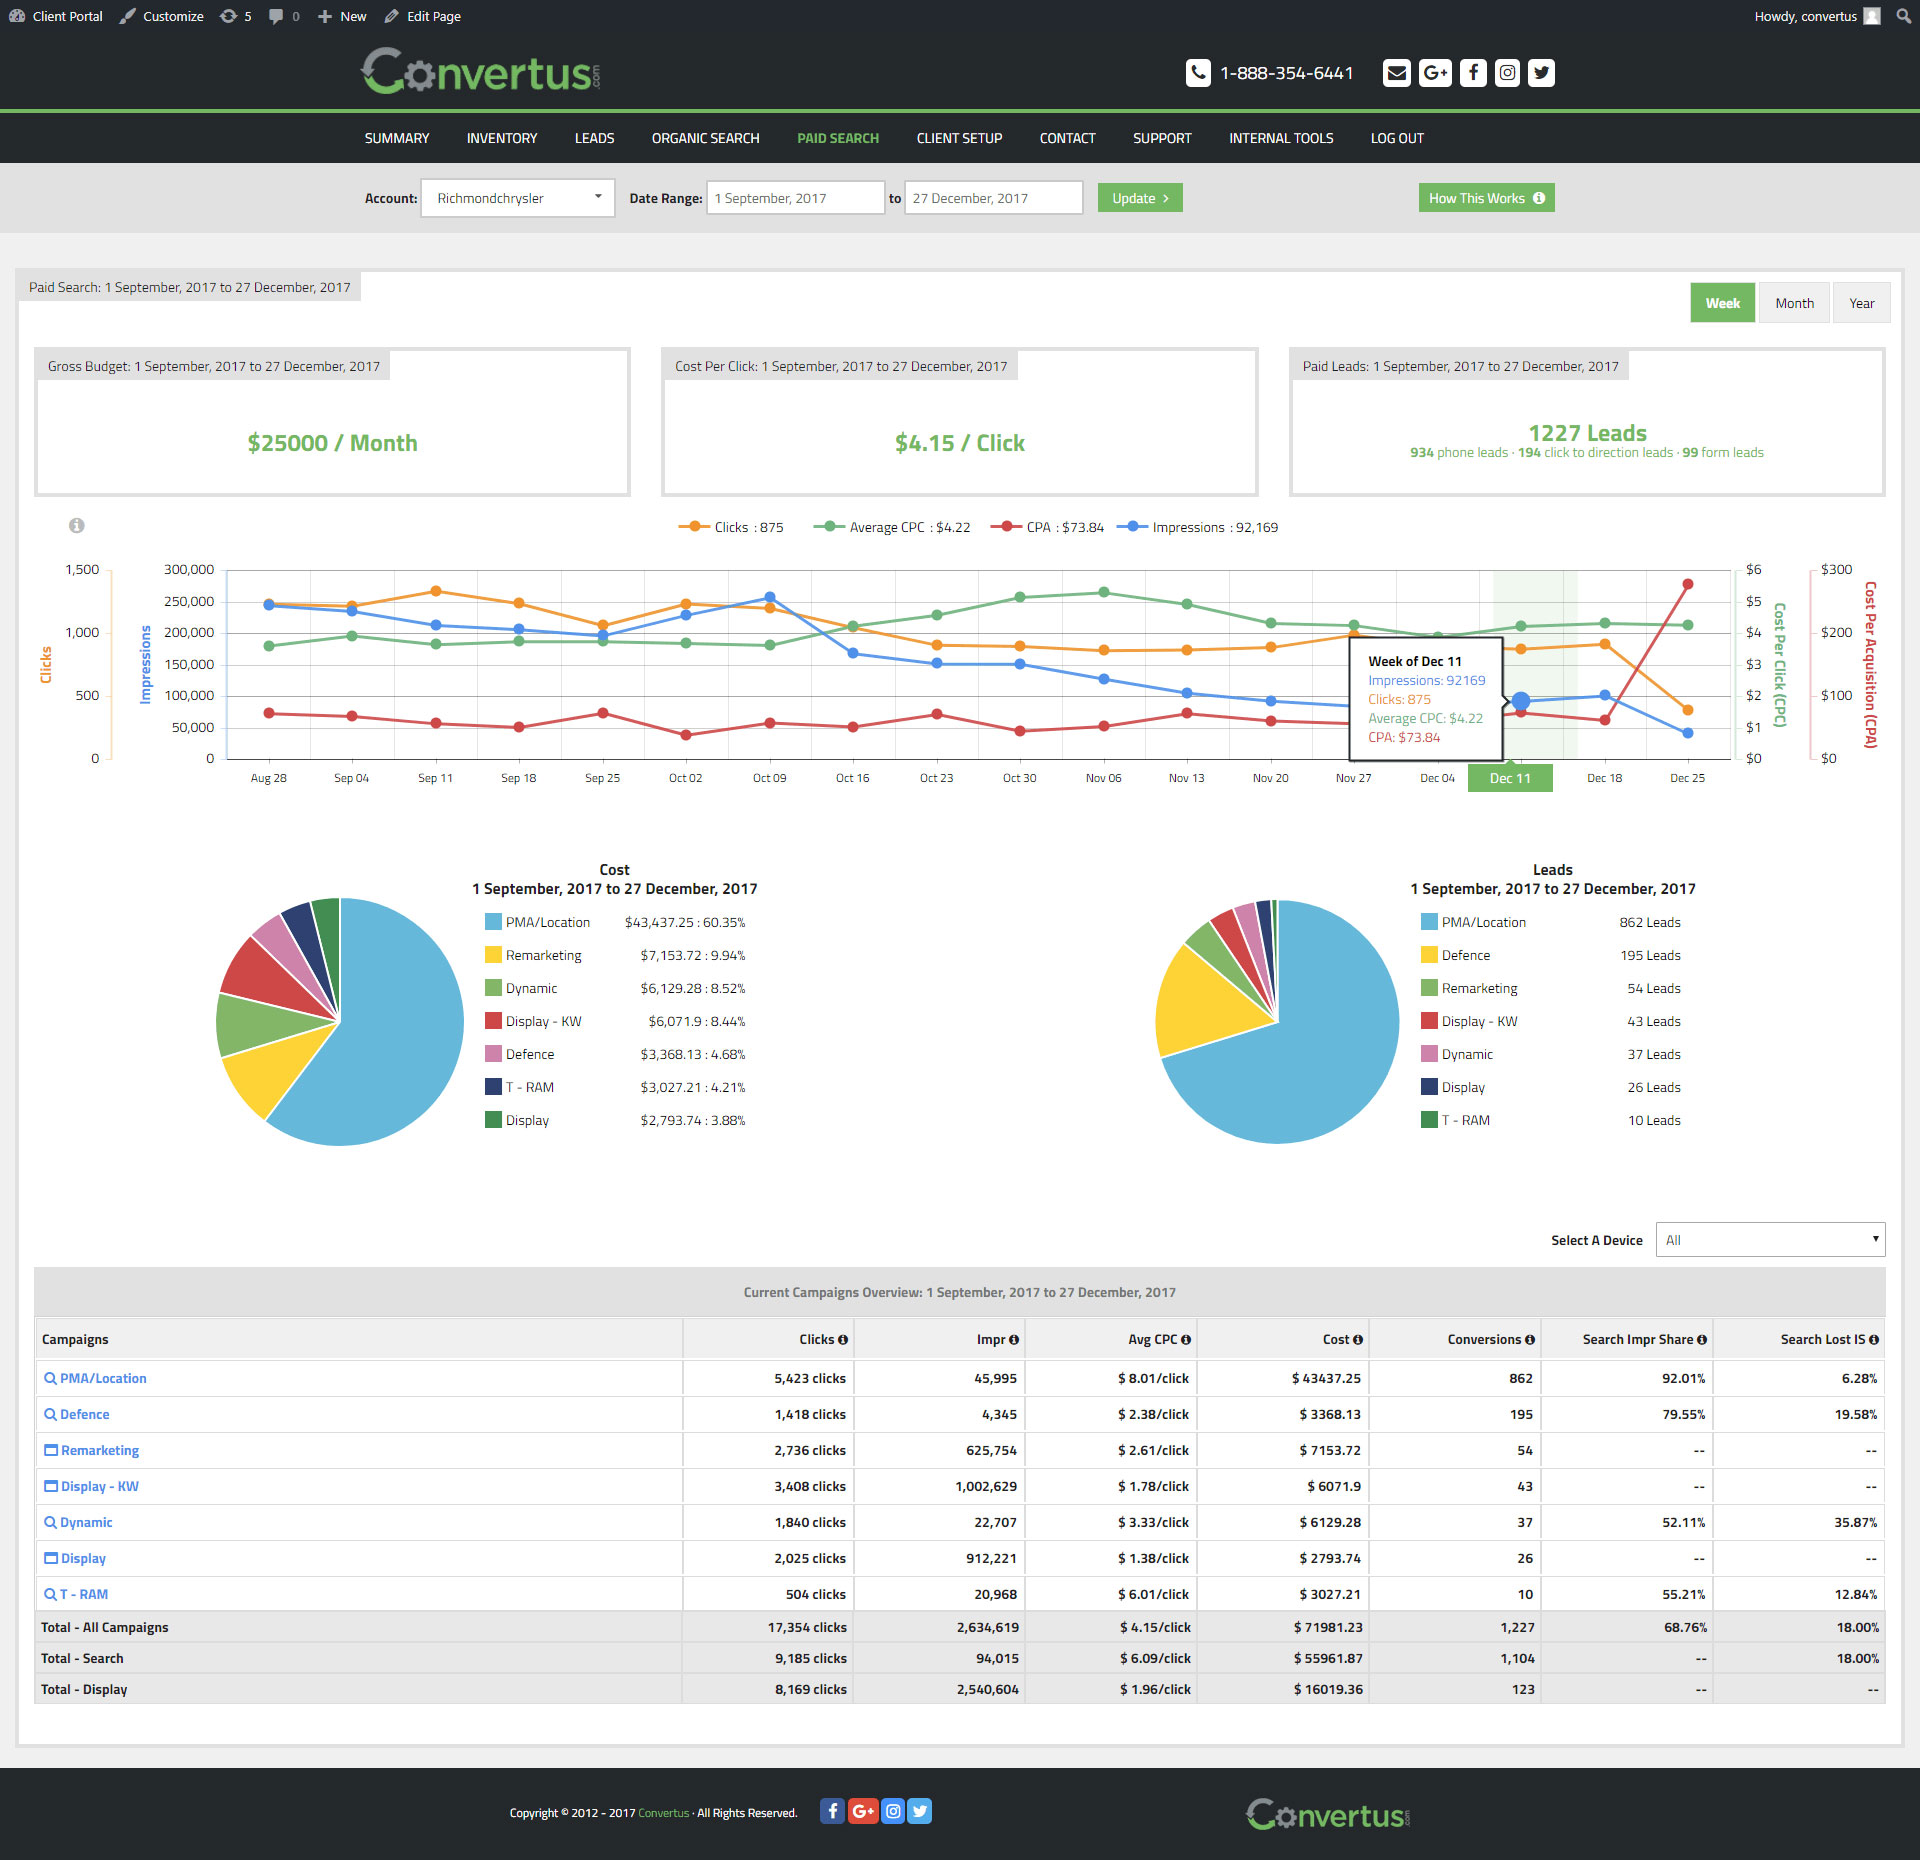 Client Portal Customize 5 0 New Edit Page Howdy, convertus
Convertus.com 1-888-354-6441
SUMMARY INVENTORY LEADS ORGANIC SEARCH PAID SEARCH CLIENT SETUP CONTACT SUPPORT INTERNAL TOOLS LOG OUT
Account: Richmondchrysler Date Range: 1 September, 2017 to 27 December, 2017 Update > How This Works
Paid Search: 1 September, 2017 to 27 December, 2017
Week Month Year
Gross Budget: 1 September, 2017 to 27 December, 2017
$25000 / Month
Cost Per Click: 1 September, 2017 to 27 December, 2017
$4.15 / Click
Paid Leads: 1 September, 2017 to 27 December, 2017
1227 Leads
934 phone leads · 194 click to direction leads · 99 form leads
Clicks : 875 Average CPC : $4.22 CPA : $73.84 Impressions : 92,169
Clicks
1,500
1,000
500
0
Impressions
300,000
250,000
200,000
150,000
100,000
50,000
0
Week of Dec 11
Impressions: 92169
Clicks: 875
Average CPC: $4.22
CPA: $73.84
$6
$5
$4
$3
$2
$1
$0
Cost Per Click (CPC)
$300
$200
$100
$0
Cost Per Acquisition (CPA)
Aug 28 Sep 04 Sep 11 Sep 18 Sep 25 Oct 02 Oct 09 Oct 16 Oct 23 Oct 30 Nov 06 Nov 13 Nov 20 Nov 27 Dec 04 Dec 11 Dec 18 Dec 25
Cost
1 September, 2017 to 27 December, 2017
PMA/Location $43,437.25 : 60.35%
Remarketing $7,153.72 : 9.94%
Dynamic $6,129.28 : 8.52%
Display - KW $6,071.9 : 8.44%
Defence $3,368.13 : 4.68%
T - RAM $3,027.21 : 4.21%
Display $2,793.74 : 3.88%
Leads
1 September, 2017 to 27 December, 2017
PMA/Location 862 Leads
Defence 195 Leads
Remarketing 54 Leads
Display - KW 43 Leads
Dynamic 37 Leads
Display 26 Leads
T - RAM 10 Leads
Select A Device All
Current Campaigns Overview: 1 September, 2017 to 27 December, 2017
Campaigns Clicks Impr Avg CPC Cost Conversions Search Impr Share Search Lost IS
PMA/Location 5,423 clicks 45,995 $ 8.01/click $ 43437.25 862 92.01% 6.28%
Defence 1,418 clicks 4,345 $ 2.38/click $ 3368.13 195 79.55% 19.58%
Remarketing 2,736 clicks 625,754 $ 2.61/click $ 7153.72 54 -- --
Display - KW 3,408 clicks 1,002,629 $ 1.78/click $ 6071.9 43 -- --
Dynamic 1,840 clicks 22,707 $ 3.33/click $ 6129.28 37 52.11% 35.87%
Display 2,025 clicks 912,221 $ 1.38/click $ 2793.74 26 -- --
T - RAM 504 clicks 20,968 $ 6.01/click $ 3027.21 10 55.21% 12.84%
Total - All Campaigns 17,354 clicks 2,634,619 $ 4.15/click $ 71981.23 1,227 68.76% 18.00%
Total - Search 9,185 clicks 94,015 $ 6.09/click $ 55961.87 1,104 -- 18.00%
Total - Display 8,169 clicks 2,540,604 $ 1.96/click $ 16019.36 123 -- --
Copyright © 2012 - 2017 Convertus · All Rights Reserved. Convertus.com